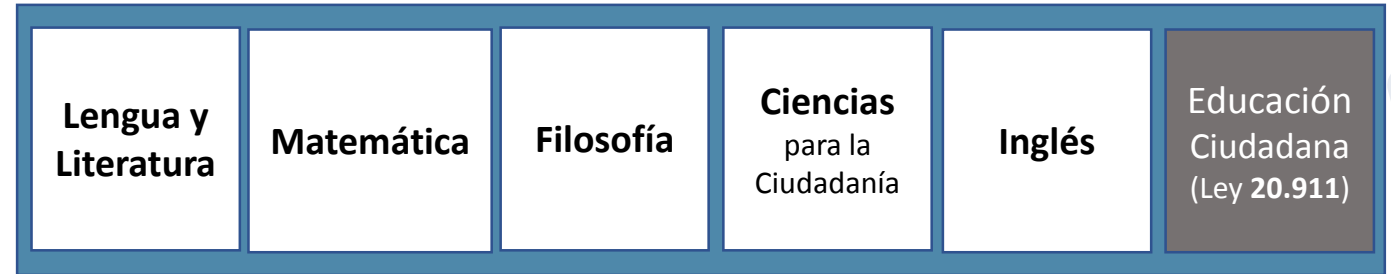 Lengua y
Literatura
Matemática
Filosofía
Ciencias
para la
Ciudadanía
Inglés
Educación
Ciudadana
(Ley 20.911)